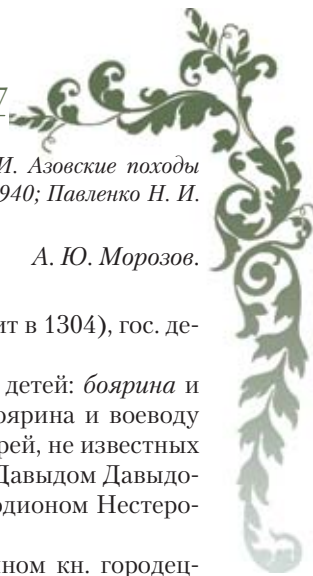 7
И. Азовские походы
940; Павленко Н. И.
А. Ю. Морозов.
ит в 1304), гос. де-
детей: боярина и
оярина и воеводу
рей, не известных
Давыдом Давыдо-
одионом Нестеро-
ном кн. городец-